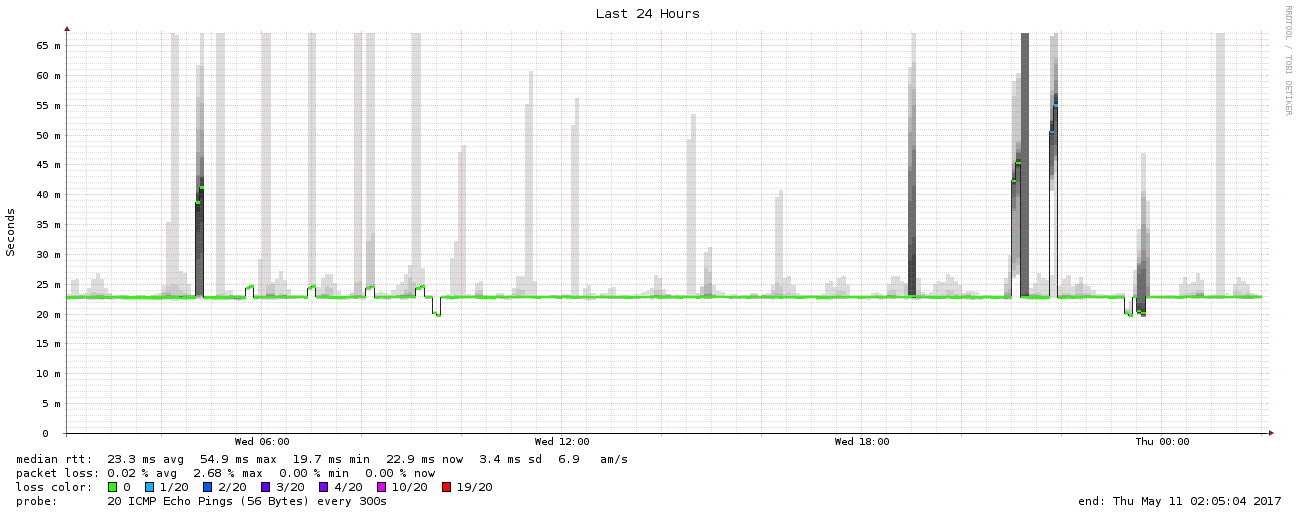 Last 24 Hours
RRDTOOL / TOBI OETIKER
Seconds
65 m
60 m
55 m
50 m
45 m
40 m
35 m
30 m
25 m
20 m
15 m
10 m
5 m
0
Wed 06:00 Wed 12:00 Wed 18:00 Thu 00:00
median rtt: 23.3 ms avg 54.9 ms max 19.7 ms min 22.9 ms now 3.4 ms sd 6.9 am/s
packet loss: 0.02 % avg 2.68 % max 0.00 % min 0.00 % now
loss color: 0 1/20 2/20 3/20 4/20 10/20 19/20
probe: 20 ICMP Echo Pings (56 Bytes) every 300s end: Thu May 11 02:05:04 2017